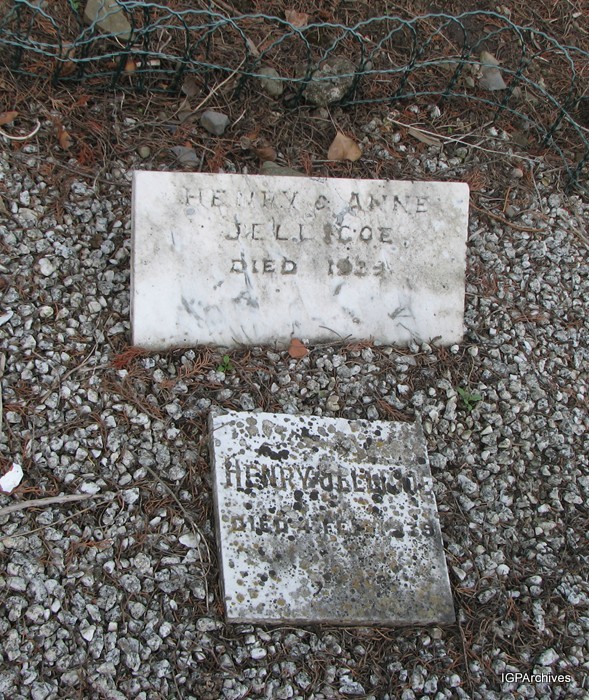 HENRY & ANNE
JELLICOE
DIED
HENRY JELLICOE
DIED
IGPArchives